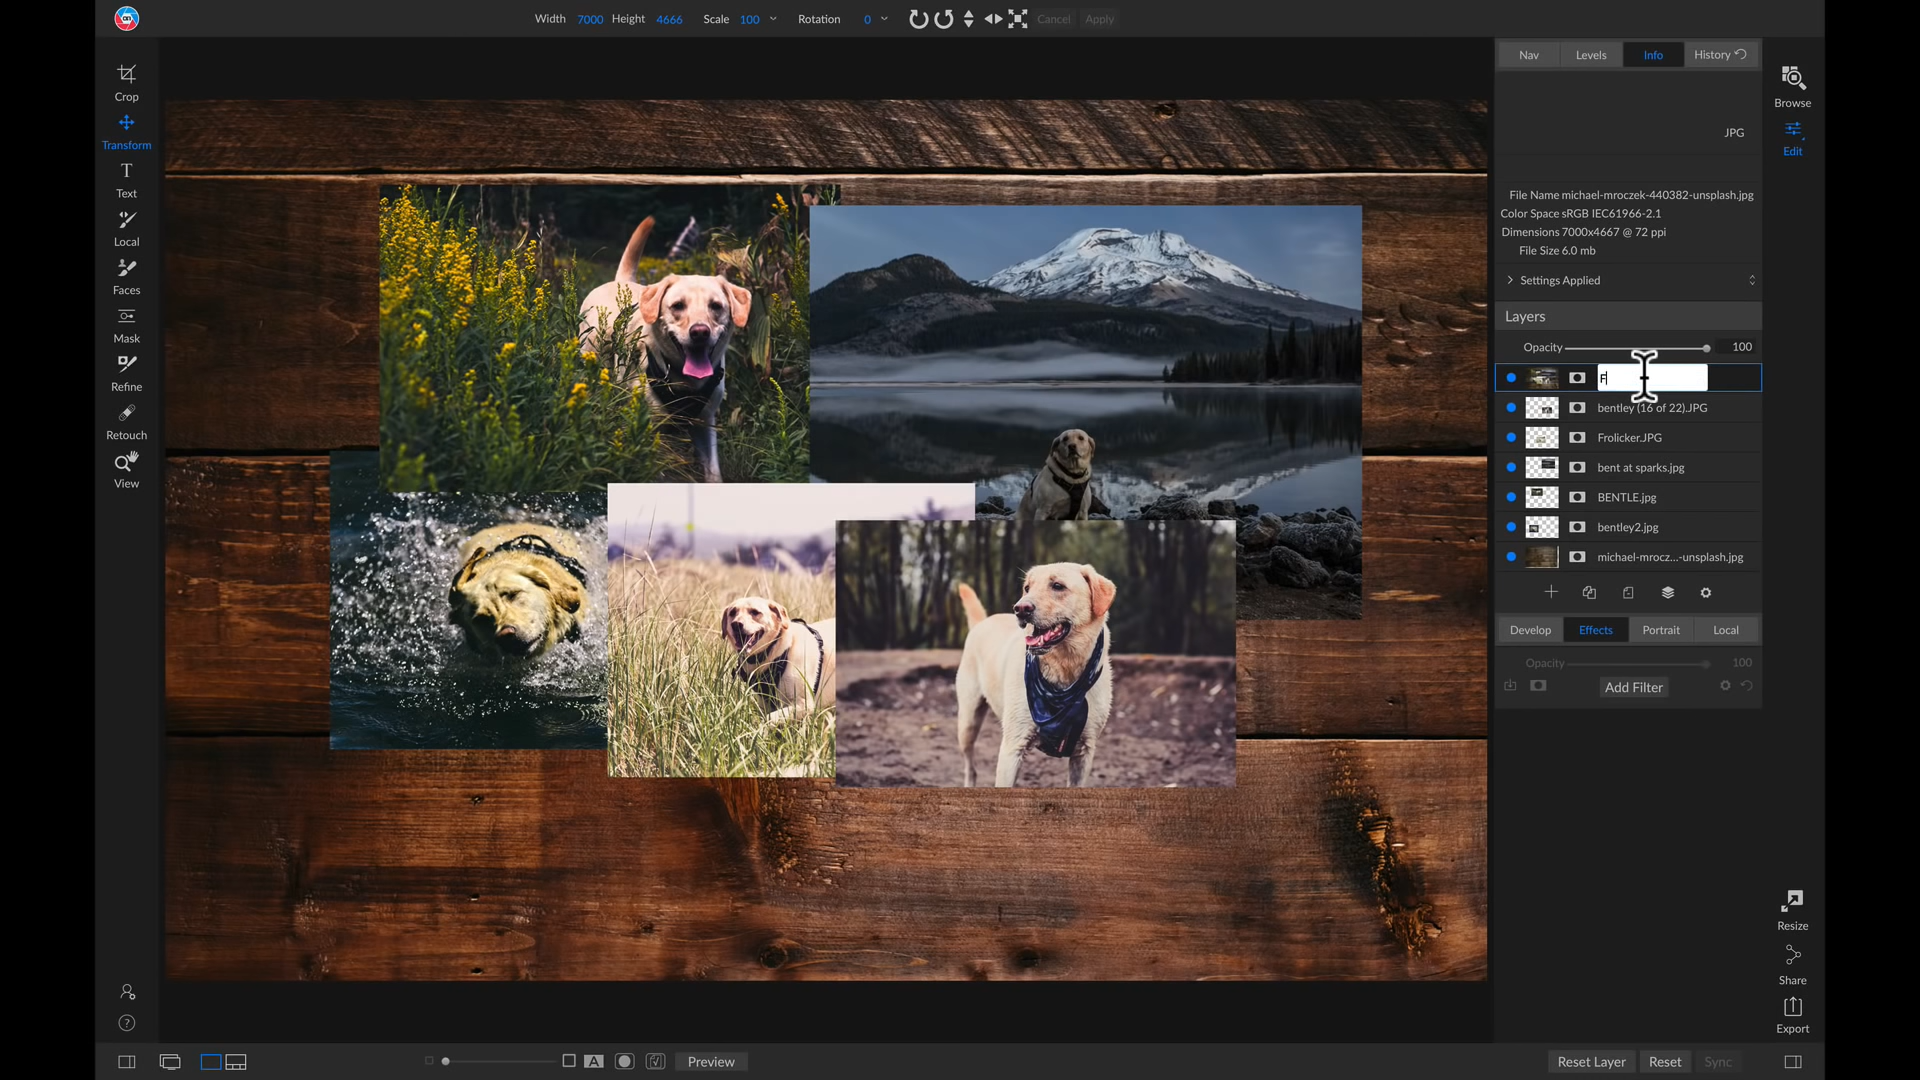 Width 7000 Height 4666 Scale 100 Rotation 0 Cancel Apply
Crop
Transform
Text
Local
Faces
Mask
Refine
Retouch
View
Nav Levels Info History
JPG
File Name michael-mroczek-440382-unsplash.jpg
Color Space sRGB IEC61966-2.1
Dimensions 7000x4667 @ 72 ppi
File Size 6.0 mb
Settings Applied
Layers
Opacity 100
F
bentley (16 of 22).JPG
Frolicker.JPG
bent at sparks.jpg
BENTLE.jpg
bentley2.jpg
michael-mrocz...-unsplash.jpg
Develop Effects Portrait Local
Opacity 100
Add Filter
Browse
Edit
Resize
Share
Export
A Preview
Reset Layer Reset Sync